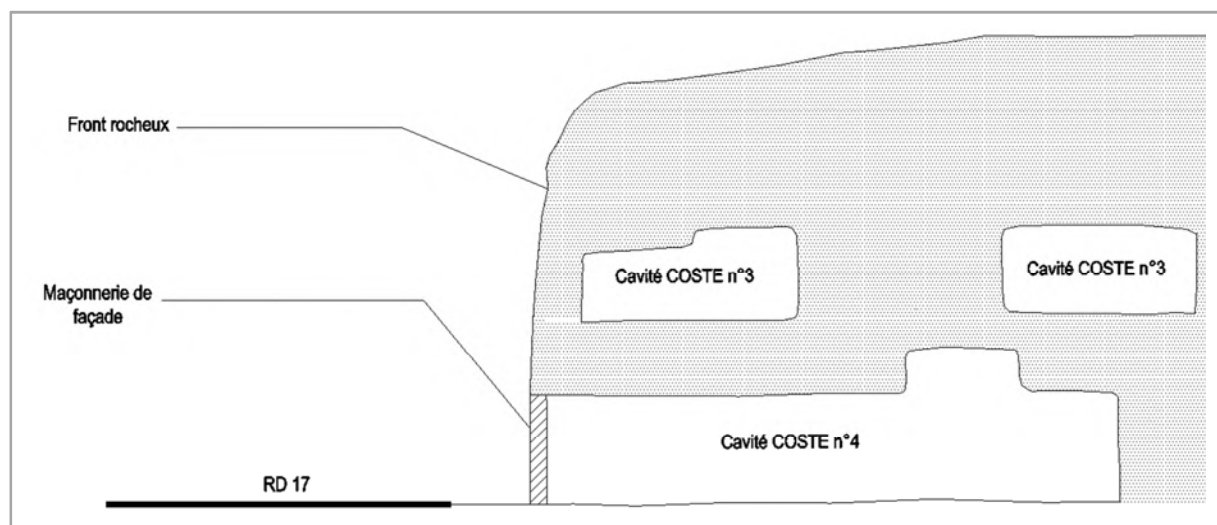 Front rocheux
Cavité COSTE n°3
Cavité COSTE n°3
Maçonnerie de
façade
Cavité COSTE n°4
RD 17